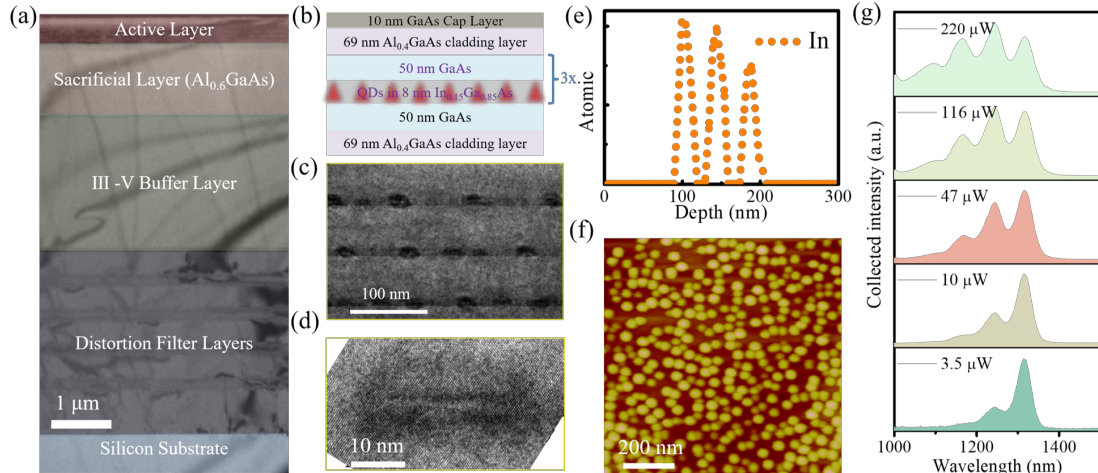 (a)
Active Layer
Sacrificial Layer (Al0.6GaAs)
III -V Buffer Layer
Distortion Filter Layers
1 μm
Silicon Substrate
(b)
10 nm GaAs Cap Layer
69 nm Al0.4GaAs cladding layer
50 nm GaAs
QDs in 8 nm In0.15Ga0.85As
3x.
50 nm GaAs
69 nm Al0.4GaAs cladding layer
(c)
100 nm
(d)
10 nm
(e)
In
Atomic
0 100 200 300
Depth (nm)
(f)
200 nm
(g)
220 μW
116 μW
47 μW
10 μW
3.5 μW
Collected intensity (a.u.)
1000 1200 1400
Wavelength (nm)